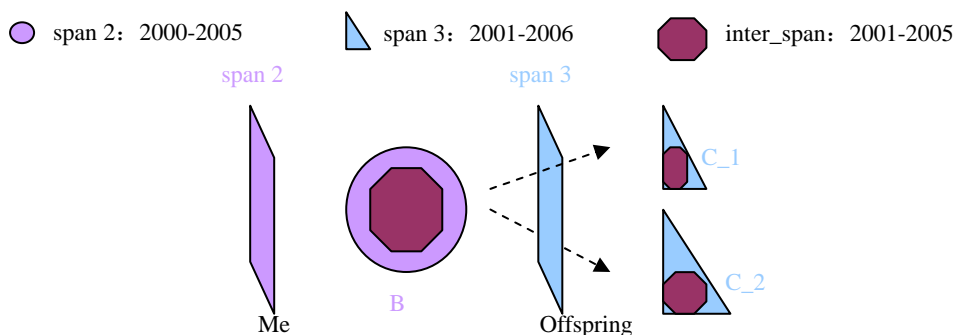 span 2：2000-2005
span 3：2001-2006
inter_span：2001-2005
span 2
span 3
C_1
C_2
B
Me
Offspring